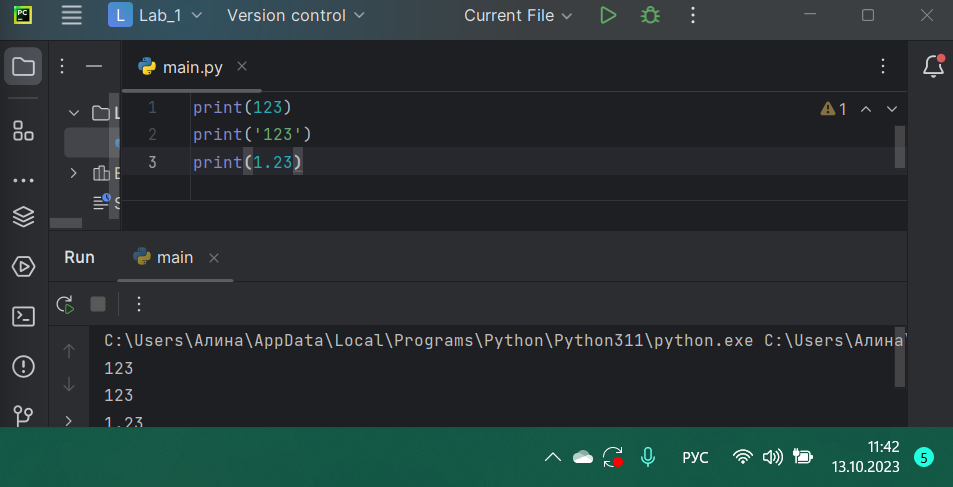 PC L Lab_1 Version control Current File
main.py
1 print(123) 1
2 print('123')
3 print(1.23)
Run main
C:\Users\Алина\AppData\Local\Programs\Python\Python311\python.exe C:\Users\Алина\
123
123
1.23
РУС 11:42 5
13.10.2023